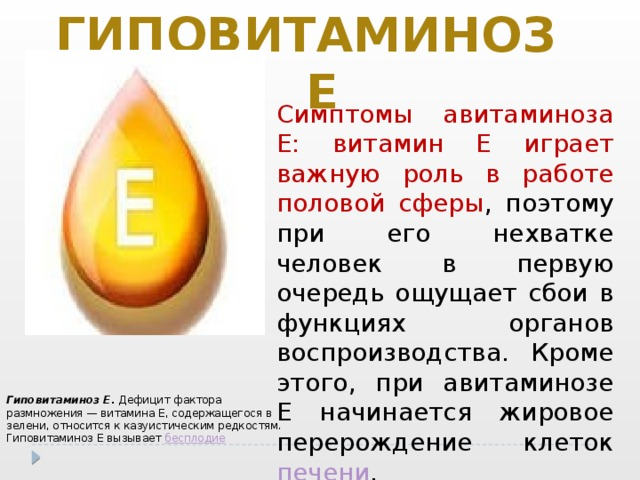 ГИПОВИТАМИНОЗ
Е
E
Симптомы авитаминоза
Е: витамин Е играет
важную роль в работе
половой сферы, поэтому
при его нехватке
человек в первую
очередь ощущает сбои в
функциях органов
воспроизводства. Кроме
этого, при авитаминозе
Е начинается жировое
перерождение клеток
печени.
Гиповитаминоз Е. Дефицит фактора
размножения — витамина Е, содержащегося в
зелени, относится к казуистическим редкостям.
Гиповитаминоз Е вызывает бесплодие